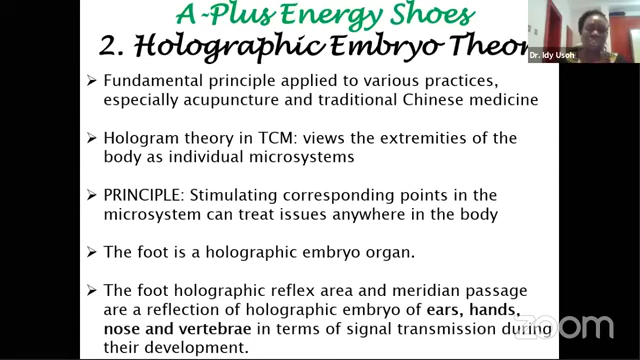 A-Plus Energy Shoes
2. Holographic Embryo Theor
Dr. Idy Usoh
➢ Fundamental principle applied to various practices,
especially acupuncture and traditional Chinese medicine
➢ Hologram theory in TCM: views the extremities of the
body as individual microsystems
➢ PRINCIPLE: Stimulating corresponding points in the
microsystem can treat issues anywhere in the body
➢ The foot is a holographic embryo organ.
➢ The foot holographic reflex area and meridian passage
are a reflection of holographic embryo of ears, hands,
nose and vertebrae in terms of signal transmission during
their development.
zoom